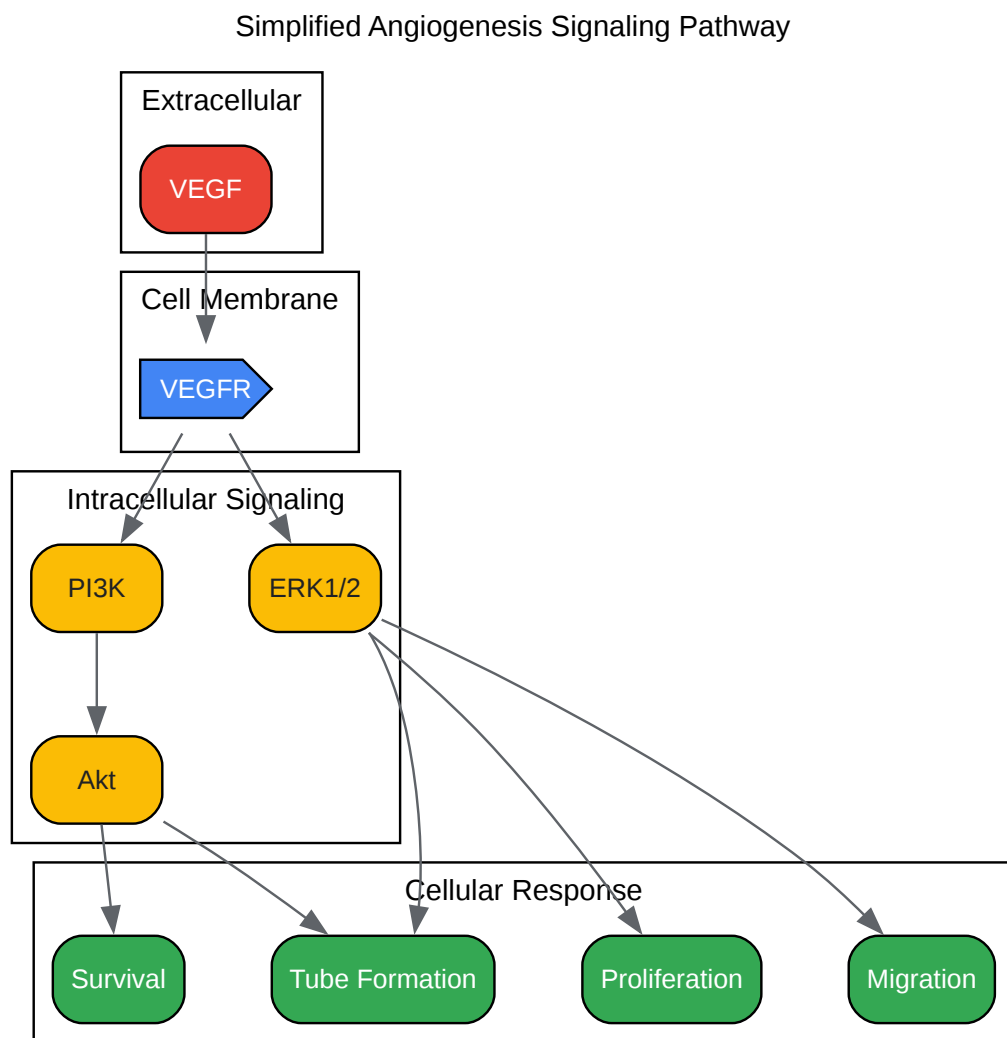 Simplified Angiogenesis Signaling Pathway
Extracellular
VEGF
Cell Membrane
VEGFR
Intracellular Signaling
PI3K
ERK1/2
Akt
Cellular Response
Survival
Tube Formation
Proliferation
Migration